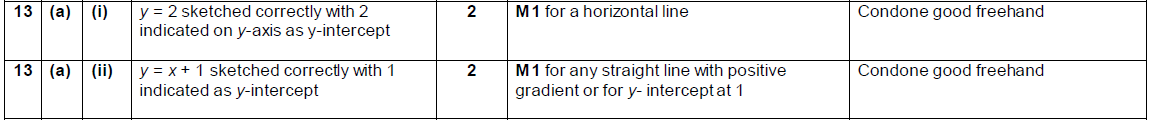 13 (a) (i) y = 2 sketched correctly with 2 2 M1 for a horizontal line Condone good freehand
indicated on y-axis as y-intercept
13 (a) (ii) y = x + 1 sketched correctly with 1 2 M1 for any straight line with positive Condone good freehand
indicated as y-intercept gradient or for y- intercept at 1